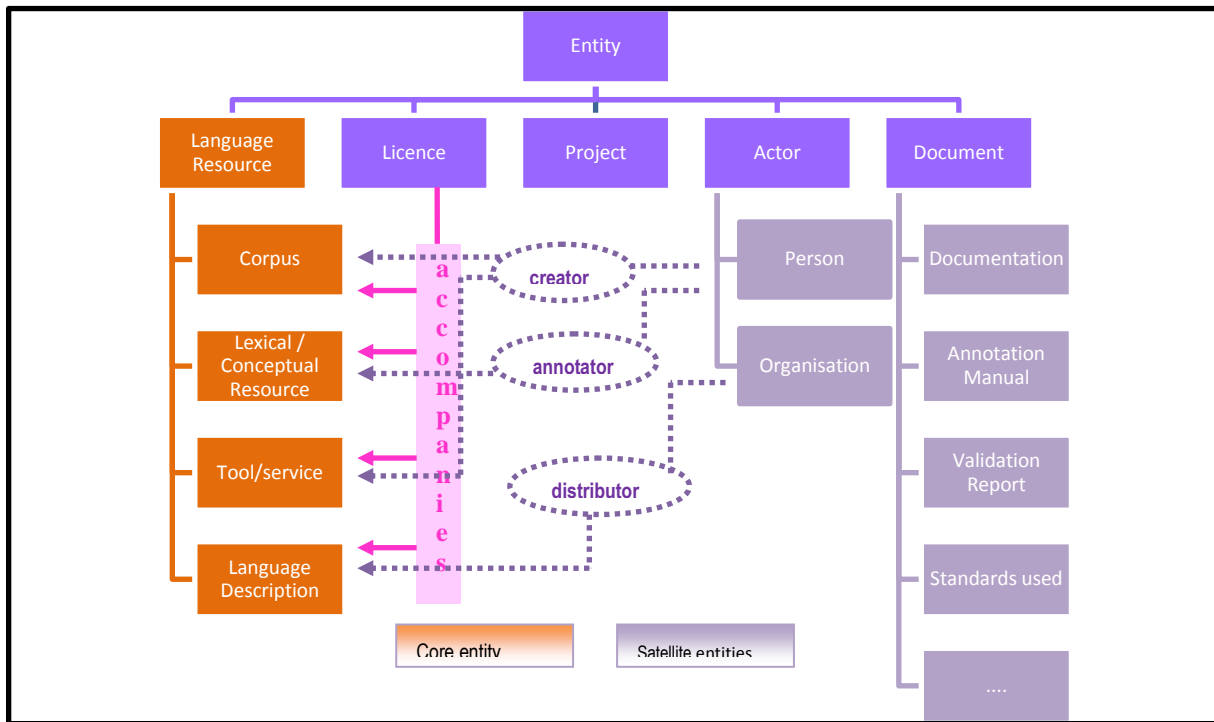 Entity
Language
Resource
Licence
Project
Actor
Document
Corpus
Lexical /
Conceptual
Resource
Tool/service
Language
Description
accompanies
creator
annotator
distributor
Person
Organisation
Documentation
Annotation
Manual
Validation
Report
Standards used
....
Core entity
Satellite entities